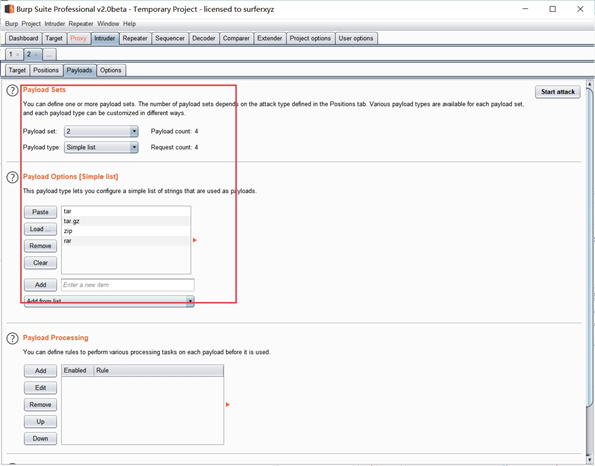 Burp Suite Professional v2.0beta - Temporary Project - licensed to surferxyz
Burp Project Intruder Repeater Window Help
Dashboard Target Proxy Intruder Repeater Sequencer Decoder Comparer Extender Project options User options
1 × 2 × ...
Target Positions Payloads Options
? Payload Sets
Start attack
You can define one or more payload sets. The number of payload sets depends on the attack type defined in the Positions tab. Various payload types are available for each payload set,
and each payload type can be customized in different ways.
Payload set: 2 Payload count: 4
Payload type: Simple list Request count: 4
? Payload Options [Simple list]
This payload type lets you configure a simple list of strings that are used as payloads.
Paste tar
tar.gz
Load ... zip
Remove rar
Clear
Add Enter a new item
Add from list ...
? Payload Processing
You can define rules to perform various processing tasks on each payload before it is used.
Add Enabled Rule
Edit
Remove
Up
Down